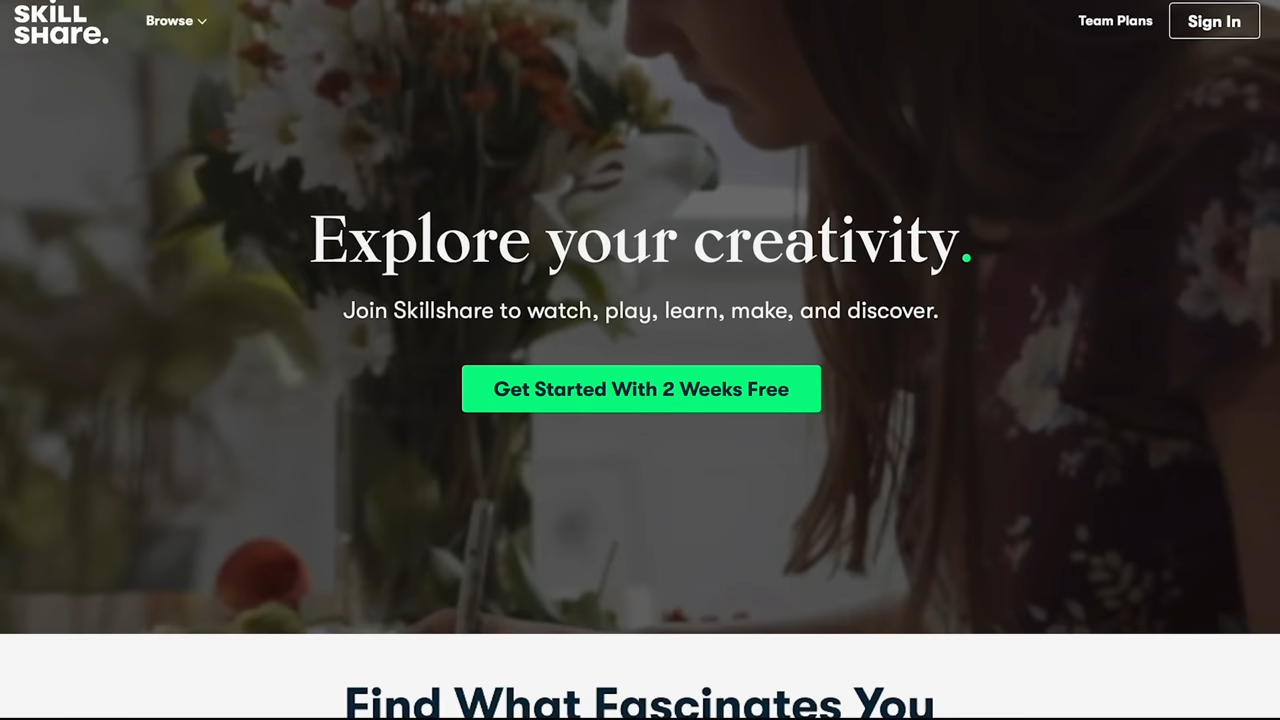 SKiLL
SHare.
Browse
Team Plans
Sign In
Explore your creativity.
Join Skillshare to watch, play, learn, make, and discover.
Get Started With 2 Weeks Free
Find What Fascinates You